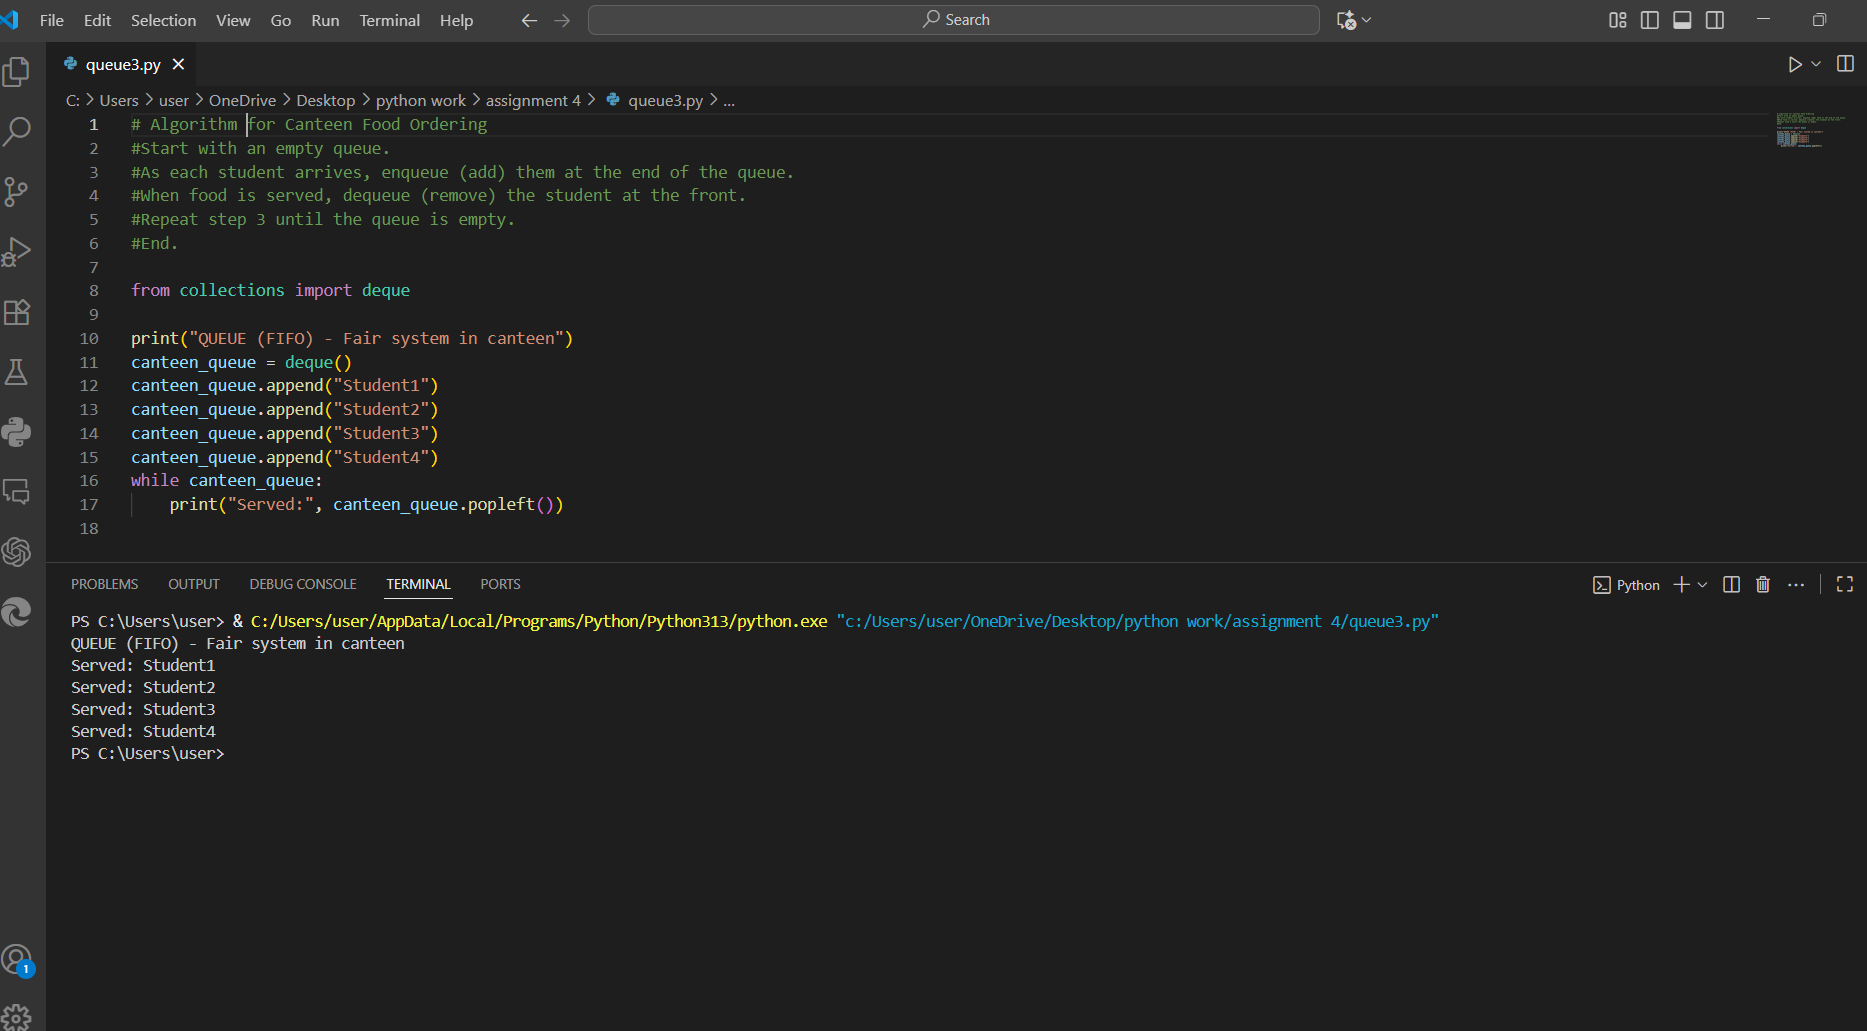 File Edit Selection View Go Run Terminal Help
Search
queue3.py
C: > Users > user > OneDrive > Desktop > python work > assignment 4 > queue3.py > ...
1 # Algorithm for Canteen Food Ordering
2 #Start with an empty queue.
3 #As each student arrives, enqueue (add) them at the end of the queue.
4 #When food is served, dequeue (remove) the student at the front.
5 #Repeat step 3 until the queue is empty.
6 #End.
7
8 from collections import deque
9
10 print("QUEUE (FIFO) - Fair system in canteen")
11 canteen_queue = deque()
12 canteen_queue.append("Student1")
13 canteen_queue.append("Student2")
14 canteen_queue.append("Student3")
15 canteen_queue.append("Student4")
16 while canteen_queue:
17     print("Served:", canteen_queue.popleft())
18
PROBLEMS OUTPUT DEBUG CONSOLE TERMINAL PORTS
Python
PS C:\Users\user> & C:/Users/user/AppData/Local/Programs/Python/Python313/python.exe "c:/Users/user/OneDrive/Desktop/python work/assignment 4/queue3.py"
QUEUE (FIFO) - Fair system in canteen
Served: Student1
Served: Student2
Served: Student3
Served: Student4
PS C:\Users\user>
1